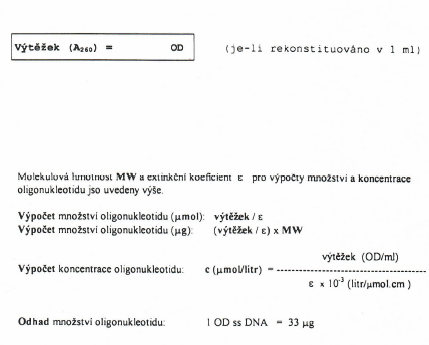 Výtěžek (A₂₆₀) = OD (je-li rekonstituováno v 1 ml)
Molekulová hmotnost MW a extinkční koeficient ε pro výpočty množství a koncentrace
oligonukleotidu jso uvedeny výše.
Výpočet množství oligonukleotidu (µmol): výtěžek / ε
Výpočet množství oligonukleotidu (µg): (výtěžek / ε) x MW
výtěžek (OD/ml)
Výpočet koncentrace oligonukleotidu: c (µmol/litr) = ------------------------------------
ε x 10⁻³ (litr/µmol.cm )
Odhad množství oligonukleotidu: 1 OD ss DNA = 33 µg